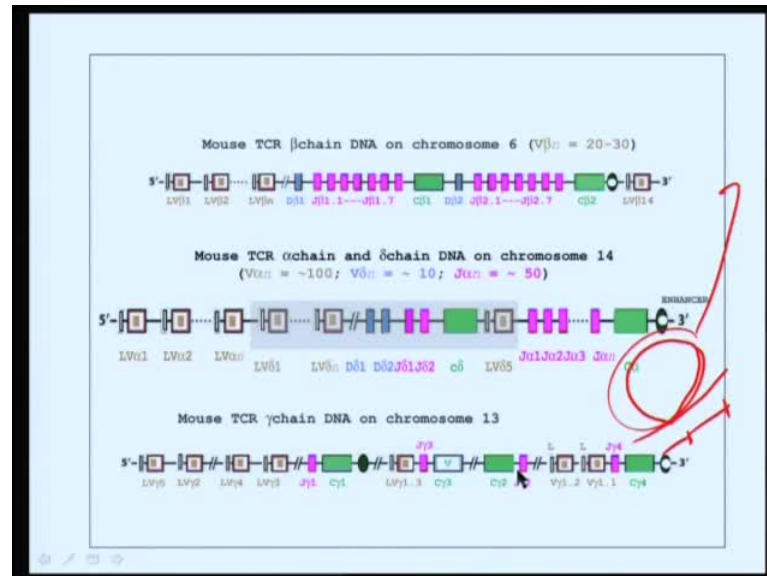 Mouse TCR βchain DNA on chromosome 6 (Vβn = 20-30)
5'- -3'
LVβ1 LVβ2 LVβn Dβ1 Jβ1.1---Jβ1.7 Cβ1 Dβ2 Jβ2.1---Jβ2.7 Cβ2 LVβ14
Mouse TCR αchain and δchain DNA on chromosome 14
(Vαn = ~100; Vδn = ~ 10; Jαn = ~ 50)
ENHANCER
5'- -3'
LVα1 LVα2 LVαn LVδ1 LVδn Dδ1 Dδ2 Jδ1 Jδ2 cδ LVδ5 Jα1 Jα2 Jα3 Jαn Cα
Mouse TCR γchain DNA on chromosome 13
Jγ3 L L Jγ4
5'- Ψ -3'
LVγ5 LVγ2 LVγ4 LVγ3 Jγ1 Cγ1 LVγ1.3 Cγ3 Cγ2 Vγ1.2 Vγ1.1 Cγ4